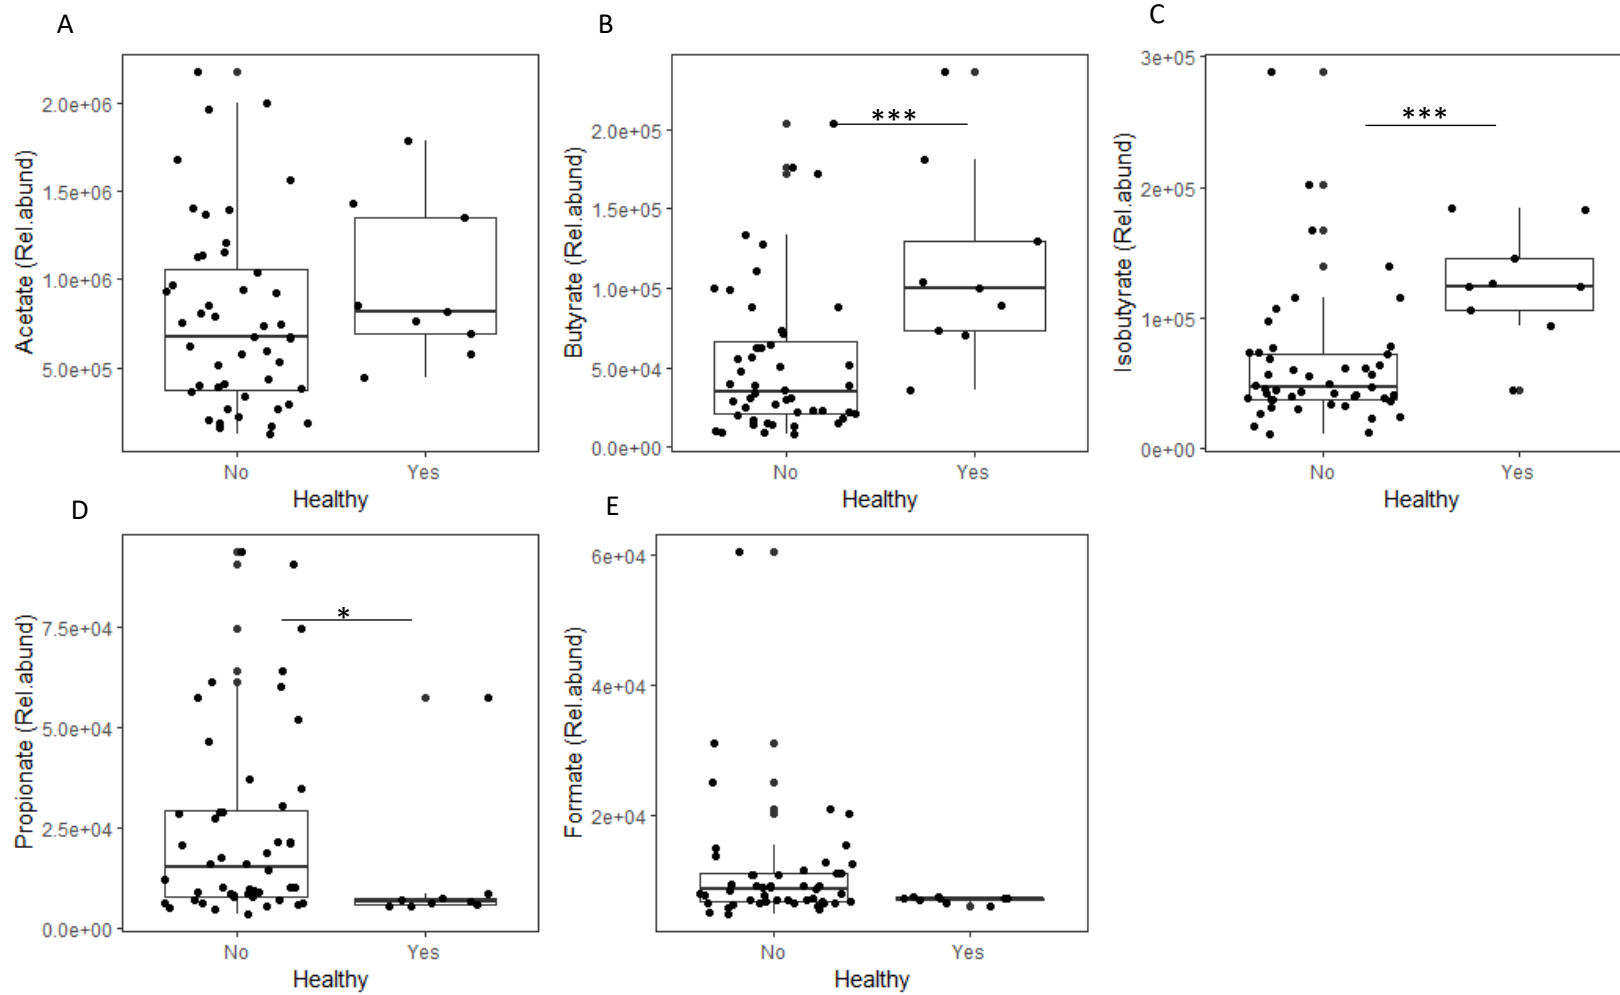 A
Acetate (Rel.abund)
2.0e+06
1.5e+06
1.0e+06
5.0e+05
No
Yes
Healthy
B
Butyrate (Rel.abund)
2.0e+05
1.5e+05
1.0e+05
5.0e+04
0.0e+00
***
No
Yes
Healthy
C
Isobutyrate (Rel.abund)
3e+05
2e+05
1e+05
0e+00
***
No
Yes
Healthy
D
Propionate (Rel.abund)
7.5e+04
5.0e+04
2.5e+04
0.0e+00
*
No
Yes
Healthy
E
Formate (Rel.abund)
6e+04
4e+04
2e+04
No
Yes
Healthy